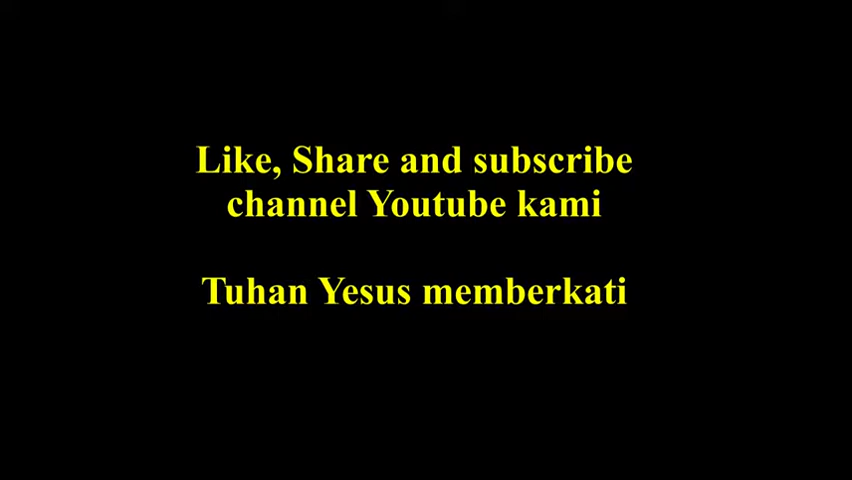 Like, Share and subscribe
channel Youtube kami
Tuhan Yesus memberkati